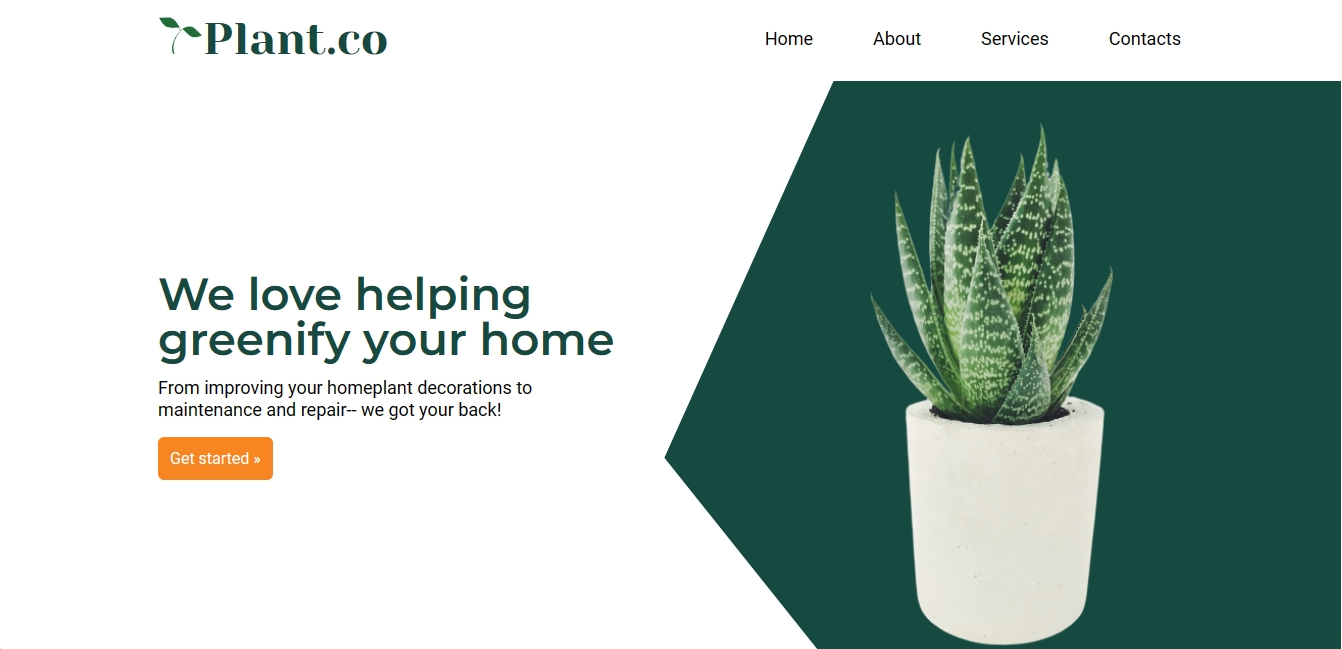 Plant.co
Home About Services Contacts
We love helping
greenify your home
From improving your homeplant decorations to
maintenance and repair-- we got your back!
Get started »